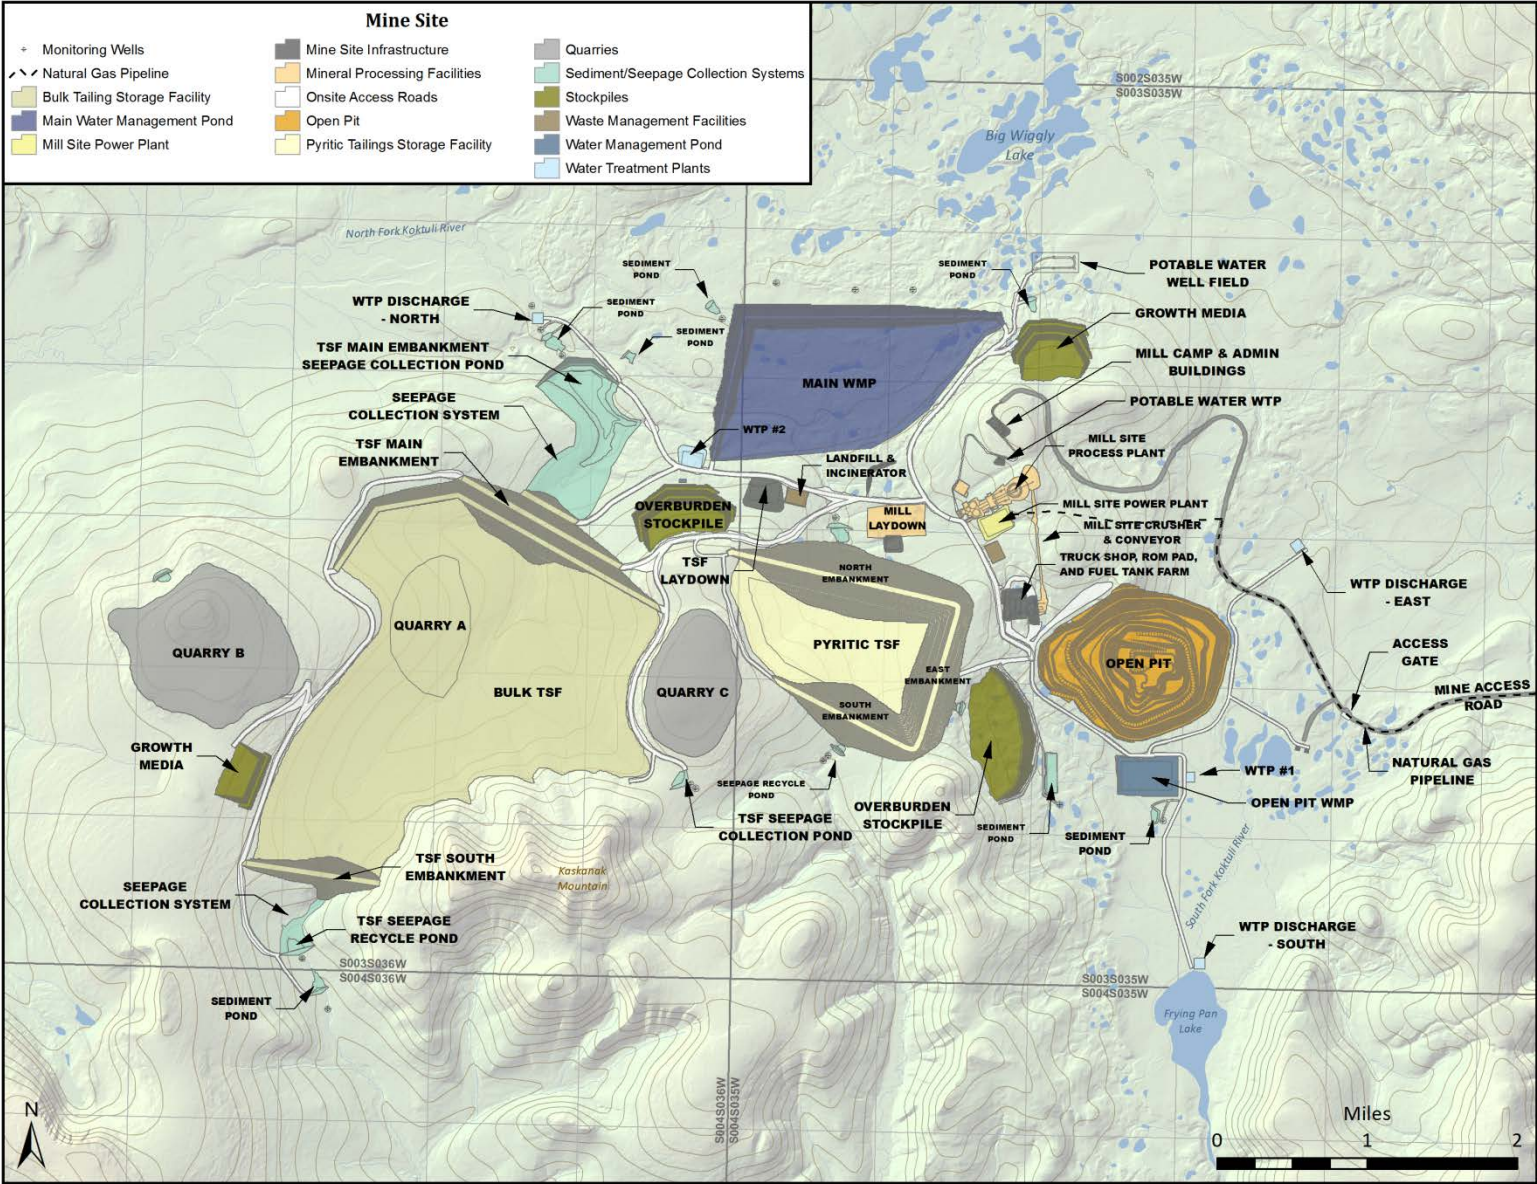 Mine Site
Monitoring Wells
Natural Gas Pipeline
Bulk Tailing Storage Facility
Main Water Management Pond
Mill Site Power Plant
Mine Site Infrastructure
Mineral Processing Facilities
Onsite Access Roads
Open Pit
Pyritic Tailings Storage Facility
Quarries
Sediment/Seepage Collection Systems
Stockpiles
Waste Management Facilities
Water Management Pond
Water Treatment Plants
S002S035W
S003S035W
Big Wiggly
Lake
North Fork Koktuli River
SEDIMENT
POND
SEDIMENT
POND
POTABLE WATER
WELL FIELD
WTP DISCHARGE
- NORTH
SEDIMENT
POND
SEDIMENT
POND
GROWTH MEDIA
TSF MAIN EMBANKMENT
SEEPAGE COLLECTION POND
MAIN WMP
MILL CAMP & ADMIN
BUILDINGS
SEEPAGE
COLLECTION SYSTEM
POTABLE WATER WTP
WTP #2
TSF MAIN
EMBANKMENT
MILL SITE
PROCESS PLANT
LANDFILL &
INCINERATOR
OVERBURDEN
STOCKPILE
MILL
LAYDOWN
MILL SITE POWER PLANT
MILL SITE CRUSHER
& CONVEYOR
TRUCK SHOP, ROM PAD,
AND FUEL TANK FARM
TSF
LAYDOWN
NORTH
EMBANKMENT
WTP DISCHARGE
- EAST
QUARRY A
QUARRY B
PYRITIC TSF
ACCESS
GATE
OPEN PIT
EAST
EMBANKMENT
BULK TSF
QUARRY C
MINE ACCESS
ROAD
SOUTH
EMBANKMENT
GROWTH
MEDIA
NATURAL GAS
PIPELINE
WTP #1
SEEPAGE RECYCLE
POND
OPEN PIT WMP
OVERBURDEN
STOCKPILE
TSF SEEPAGE
COLLECTION POND
SEDIMENT
POND
SEDIMENT
POND
TSF SOUTH
EMBANKMENT
Kaskanak
Mountain
South Fork Koktuli River
SEEPAGE
COLLECTION SYSTEM
TSF SEEPAGE
RECYCLE POND
WTP DISCHARGE
- SOUTH
S003S036W
S004S036W
S003S035W
S004S035W
SEDIMENT
POND
Frying Pan
Lake
S004S036W
S004S035W
N
Miles
0 1 2